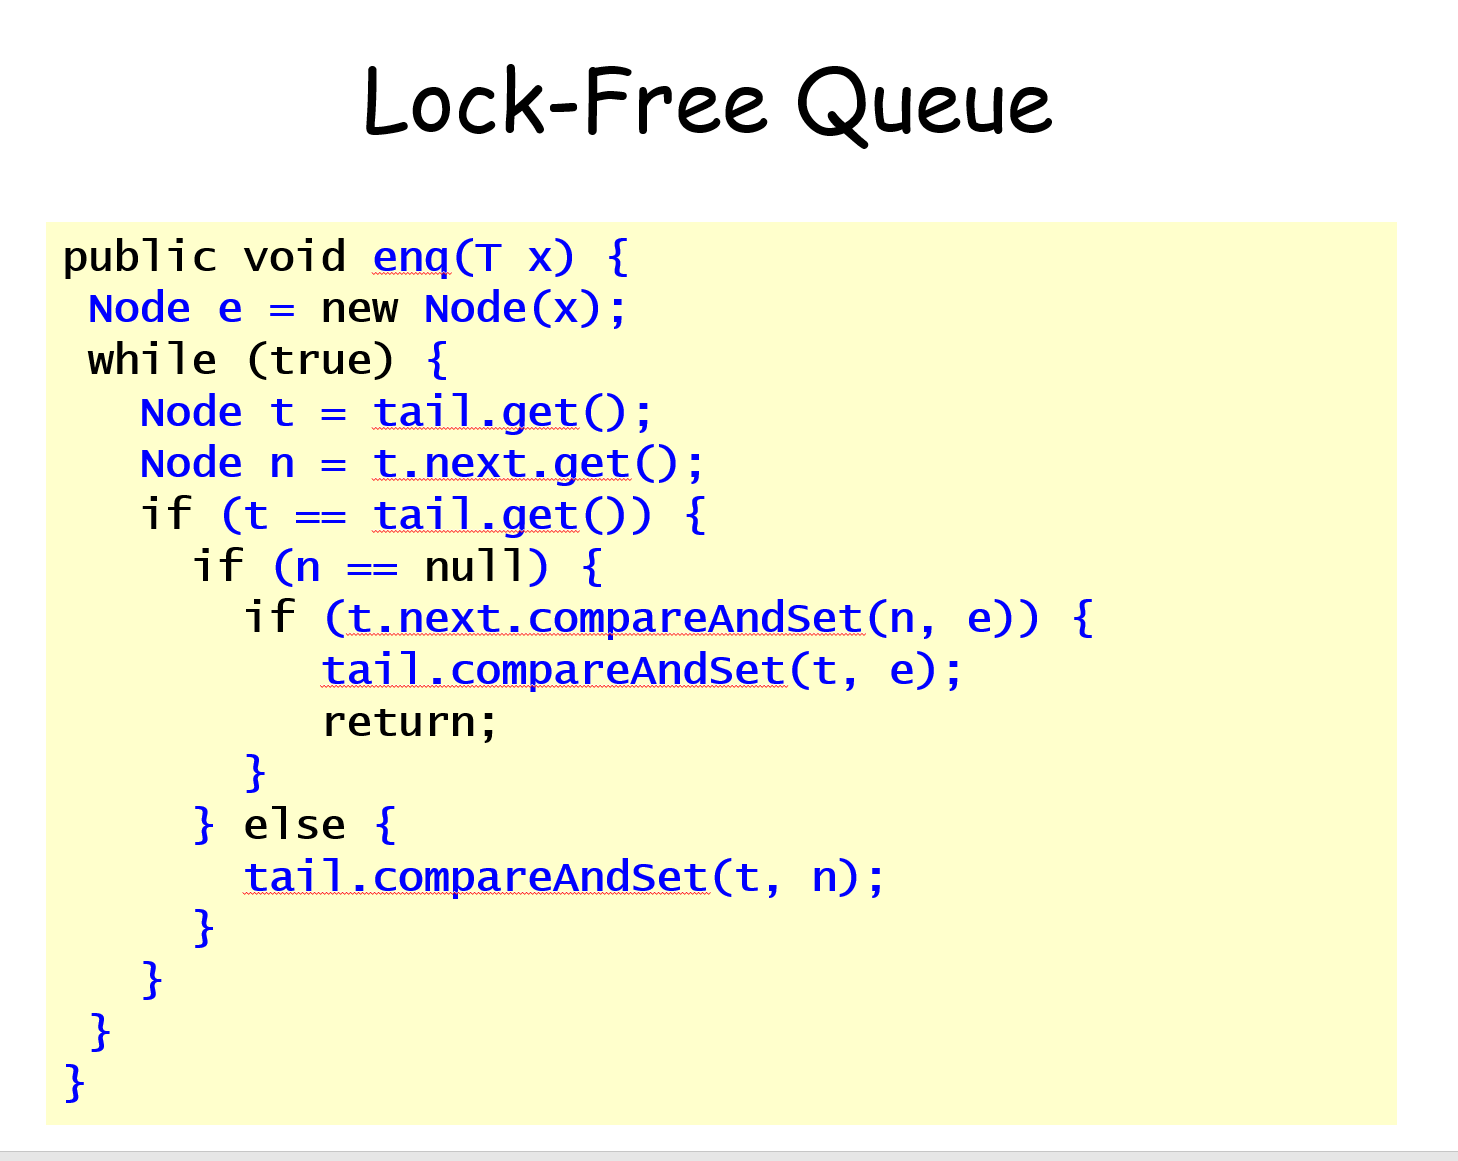 Lock-Free Queue
public void enq(T x) {
 Node e = new Node(x);
 while (true) {
   Node t = tail.get();
   Node n = t.next.get();
   if (t == tail.get()) {
     if (n == null) {
       if (t.next.compareAndSet(n, e)) {
          tail.compareAndSet(t, e);
          return;
       }
     } else {
       tail.compareAndSet(t, n);
     }
   }
 }
}